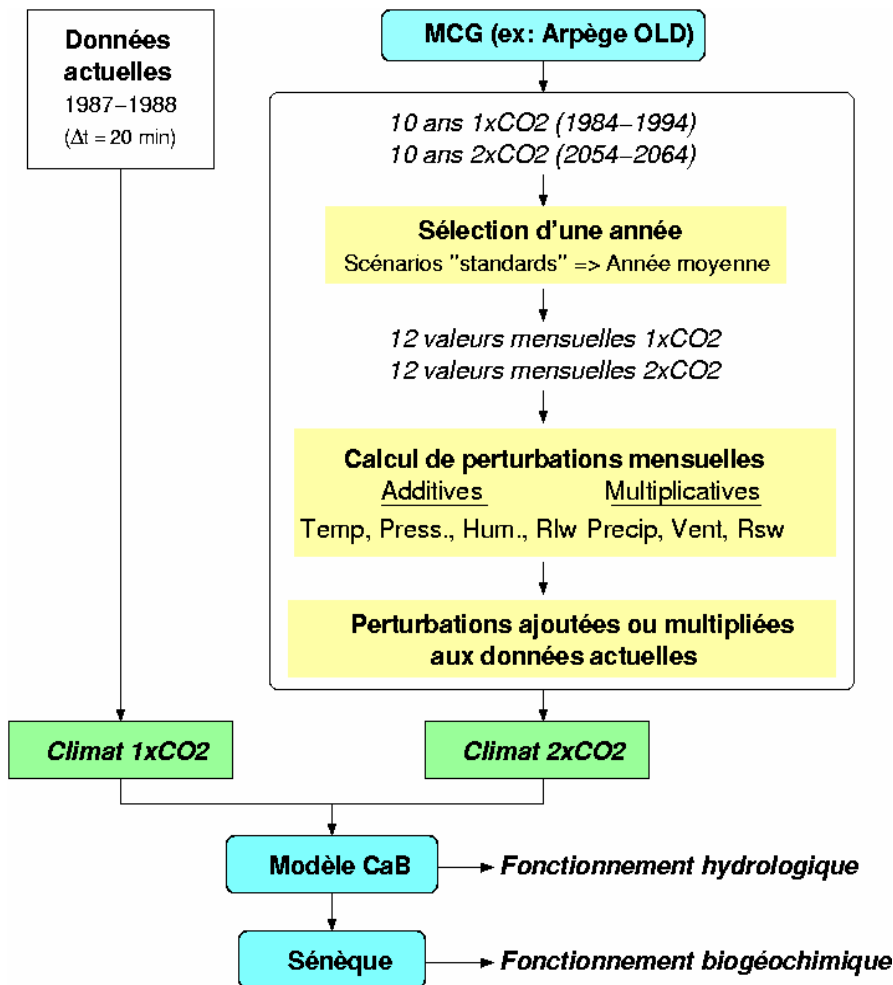 Données
actuelles
1987–1988
(Δt = 20 min)
MCG (ex: Arpège OLD)
10 ans 1xCO2 (1984–1994)
10 ans 2xCO2 (2054–2064)
Sélection d'une année
Scénarios "standards" => Année moyenne
12 valeurs mensuelles 1xCO2
12 valeurs mensuelles 2xCO2
Calcul de perturbations mensuelles
Additives Multiplicatives
Temp, Press., Hum., Rlw Precip, Vent, Rsw
Perturbations ajoutées ou multipliées
aux données actuelles
Climat 1xCO2
Climat 2xCO2
Modèle CaB
Fonctionnement hydrologique
Sénèque
Fonctionnement biogéochimique